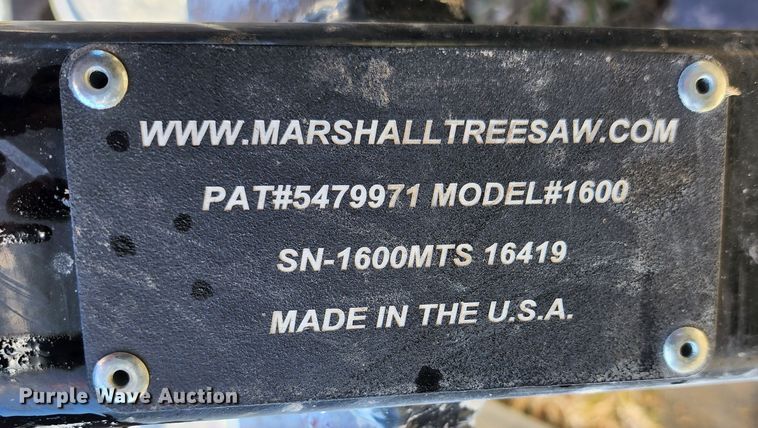 WWW.MARSHALLTREESAW.COM
PAT#5479971 MODEL#1600
SN-1600MTS 16419
MADE IN THE U.S.A.
Purple Wave Auction